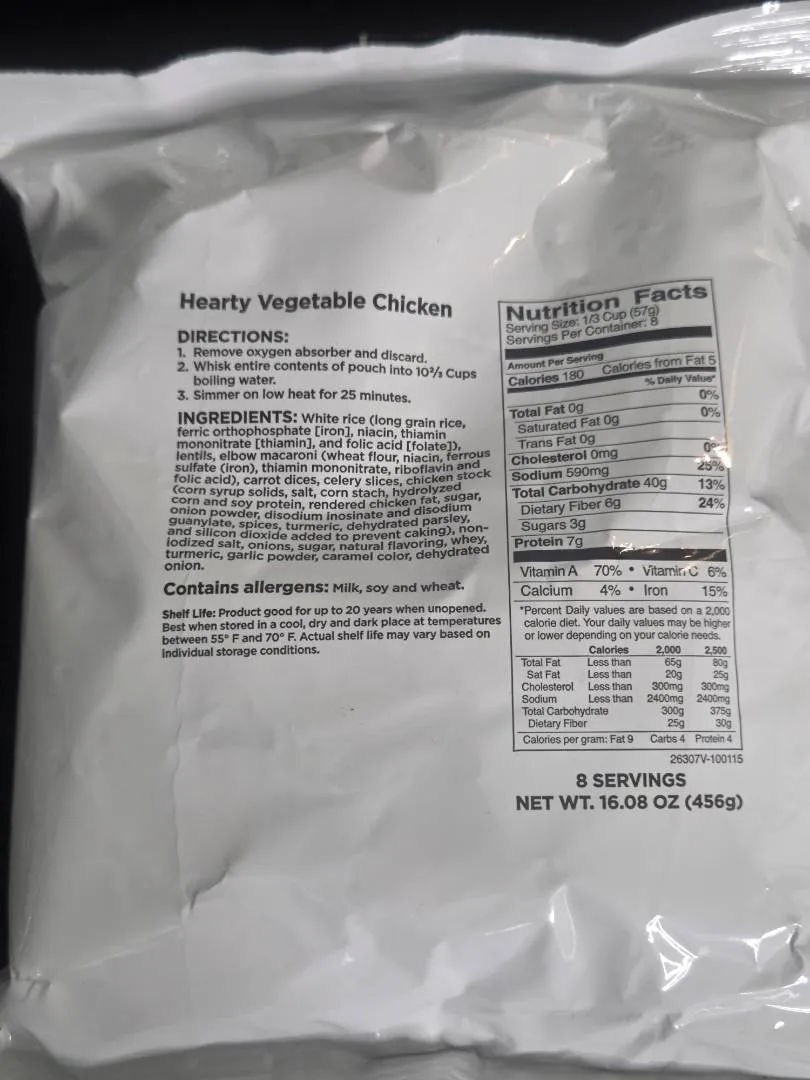 Hearty Vegetable Chicken
DIRECTIONS:
1. Remove oxygen absorber and discard.
2. Whisk entire contents of pouch into 10⅔ Cups
boiling water.
3. Simmer on low heat for 25 minutes.
INGREDIENTS: White rice (long grain rice,
ferric orthophosphate [iron], niacin, thiamin
mononitrate [thiamin], and folic acid [folate]),
lentils, elbow macaroni (wheat flour, niacin, ferrous
sulfate (iron), thiamin mononitrate, riboflavin and
folic acid), carrot dices, celery slices, chicken stock
(corn syrup solids, salt, corn stach, hydrolyzed
corn and soy protein, rendered chicken fat, sugar,
onion powder, disodium inosinate and disodium
guanylate, spices, turmeric, dehydrated parsley,
and silicon dioxide added to prevent caking), non-
iodized salt, onions, sugar, natural flavoring, whey,
turmeric, garlic powder, caramel color, dehydrated
onion.
Contains allergens: Milk, soy and wheat.
Shelf Life: Product good for up to 20 years when unopened.
Best when stored in a cool, dry and dark place at temperatures
between 55° F and 70° F. Actual shelf life may vary based on
individual storage conditions.
Nutrition Facts
Serving Size: 1/3 Cup (57g)
Servings Per Container: 8
Amount Per Serving
Calories 180 Calories from Fat 5
% Daily Value*
Total Fat 0g 0%
Saturated Fat 0g 0%
Trans Fat 0g
Cholesterol 0mg 0%
Sodium 590mg 25%
Total Carbohydrate 40g 13%
Dietary Fiber 6g 24%
Sugars 3g
Protein 7g
Vitamin A 70% • Vitamin C 6%
Calcium 4% • Iron 15%
*Percent Daily values are based on a 2,000
calorie diet. Your daily values may be higher
or lower depending on your calorie needs.
Calories 2,000 2,500
Total Fat Less than 65g 80g
Sat Fat Less than 20g 25g
Cholesterol Less than 300mg 300mg
Sodium Less than 2400mg 2400mg
Total Carbohydrate 300g 375g
Dietary Fiber 25g 30g
Calories per gram: Fat 9 Carbs 4 Protein 4
26307V-100115
8 SERVINGS
NET WT. 16.08 OZ (456g)